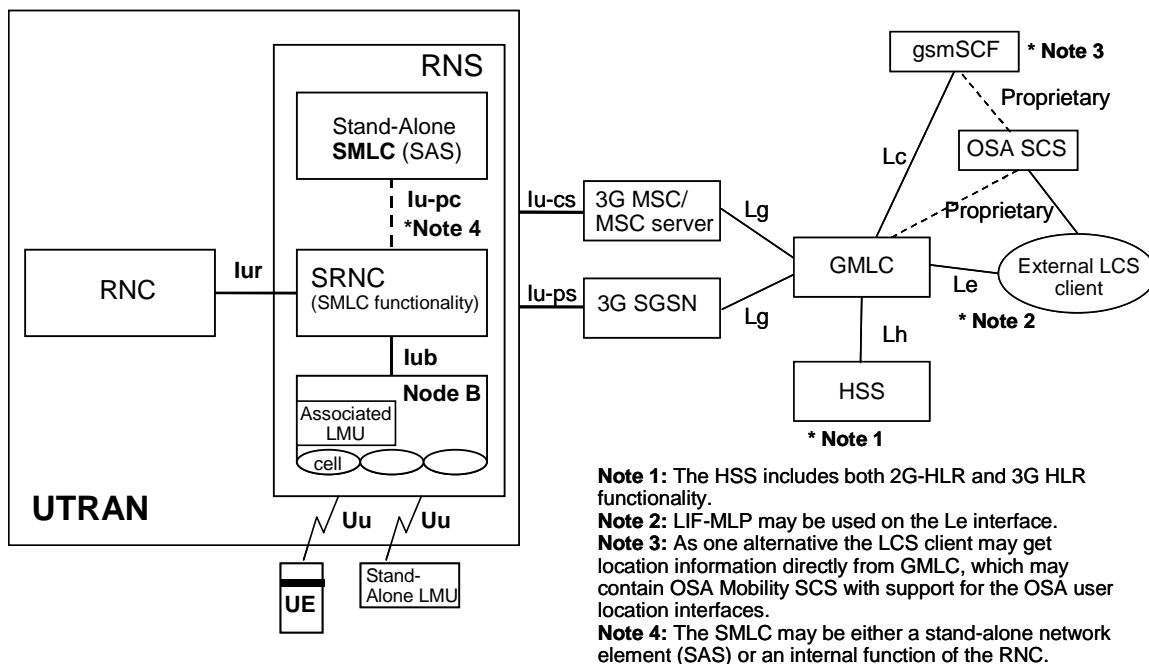 RNS
Stand-Alone
SMLC (SAS)
Iu-pc
*Note 4
RNC
Iur
SRNC
(SMLC functionality)
Iub
Node B
Associated
LMU
cell
UTRAN
Uu
Uu
UE
Stand-
Alone LMU
Iu-cs
Iu-ps
3G MSC/
MSC server
3G SGSN
Lg
Lg
gsmSCF
* Note 3
Proprietary
OSA SCS
Lc
Proprietary
GMLC
Le
External LCS
client
* Note 2
Lh
HSS
* Note 1
Note 1: The HSS includes both 2G-HLR and 3G HLR
functionality.
Note 2: LIF-MLP may be used on the Le interface.
Note 3: As one alternative the LCS client may get
location information directly from GMLC, which may
contain OSA Mobility SCS with support for the OSA user
location interfaces.
Note 4: The SMLC may be either a stand-alone network
element (SAS) or an internal function of the RNC.